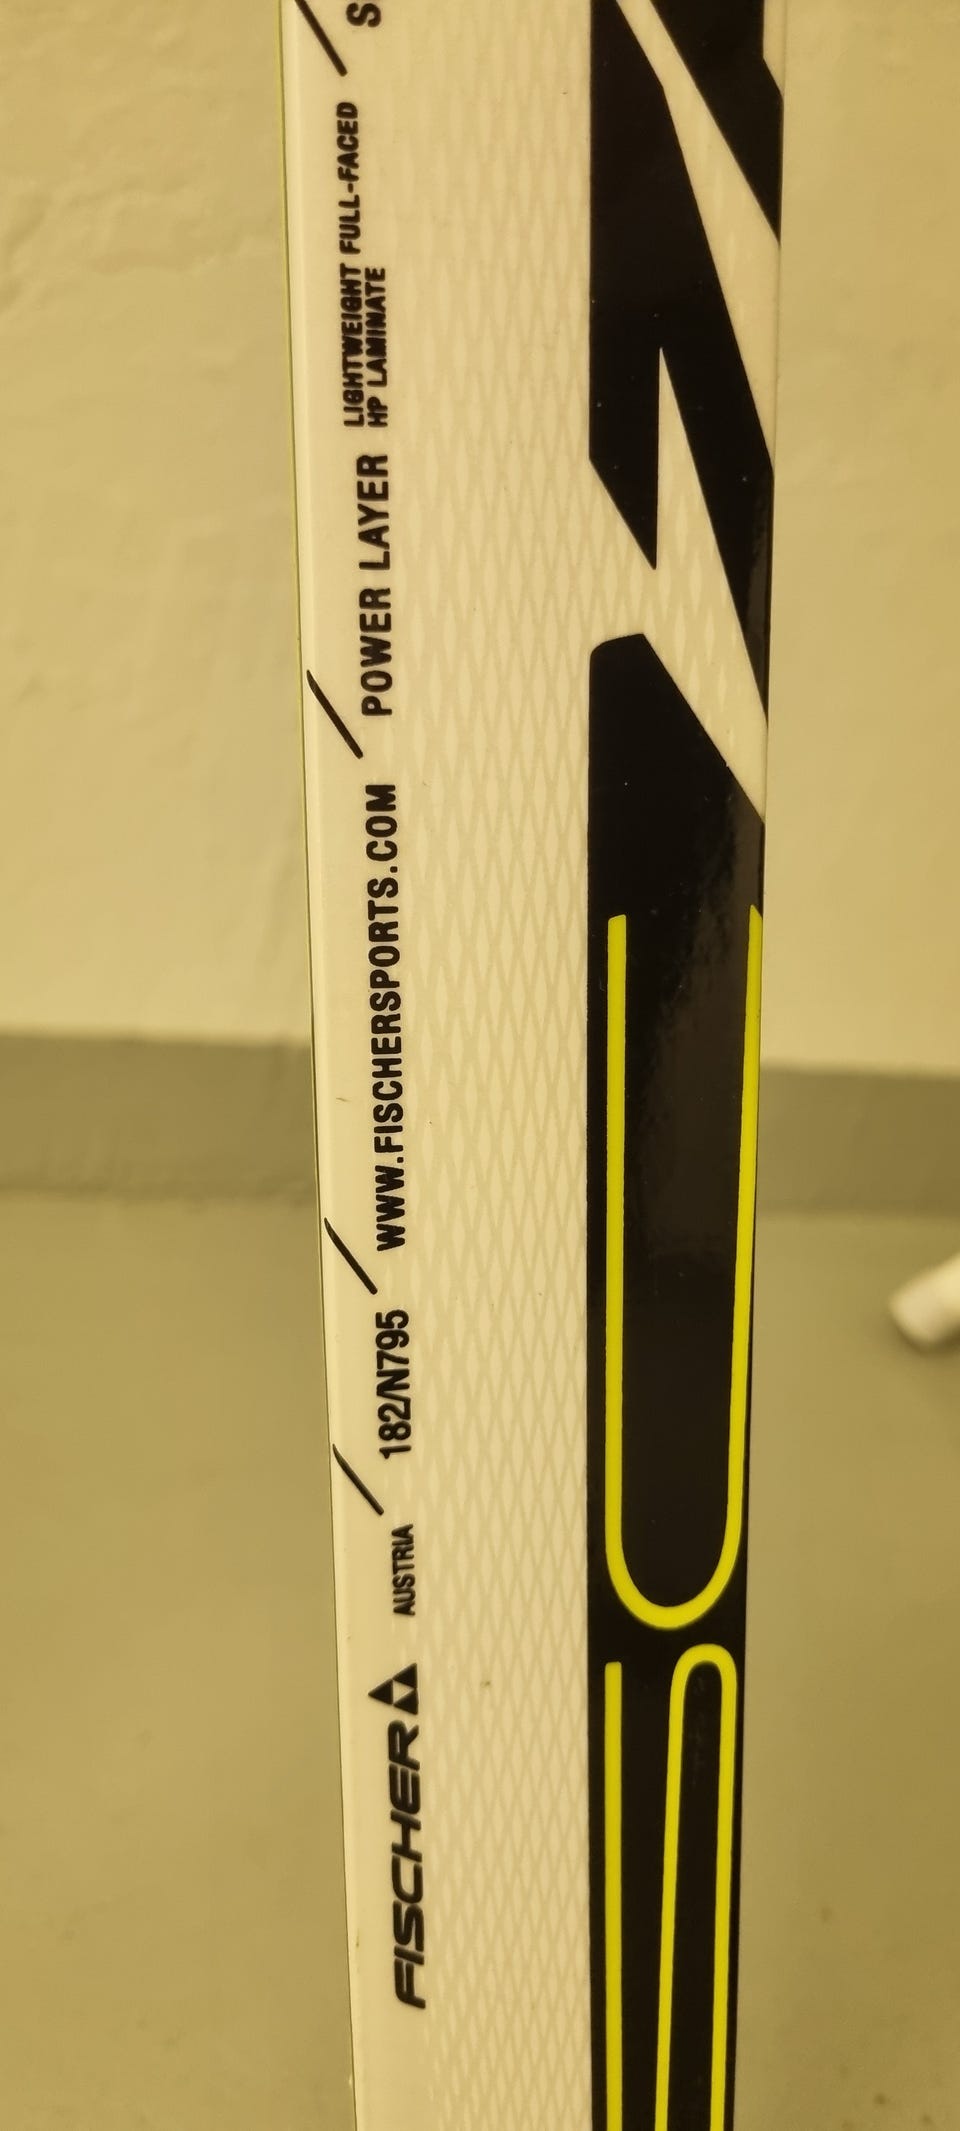 FISCHER
AUSTRIA / 182/N795 / WWW.FISCHERSPORTS.COM / POWER LAYER
LIGHTWEIGHT FULL-FACED
HP LAMINATE
/ S